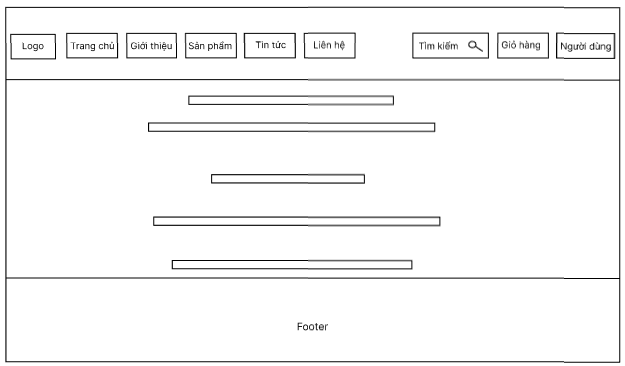 Logo
Trang chủ
Giới thiệu
Sản phẩm
Tin tức
Liên hệ
Tìm kiếm
Giỏ hàng
Người dùng
Footer